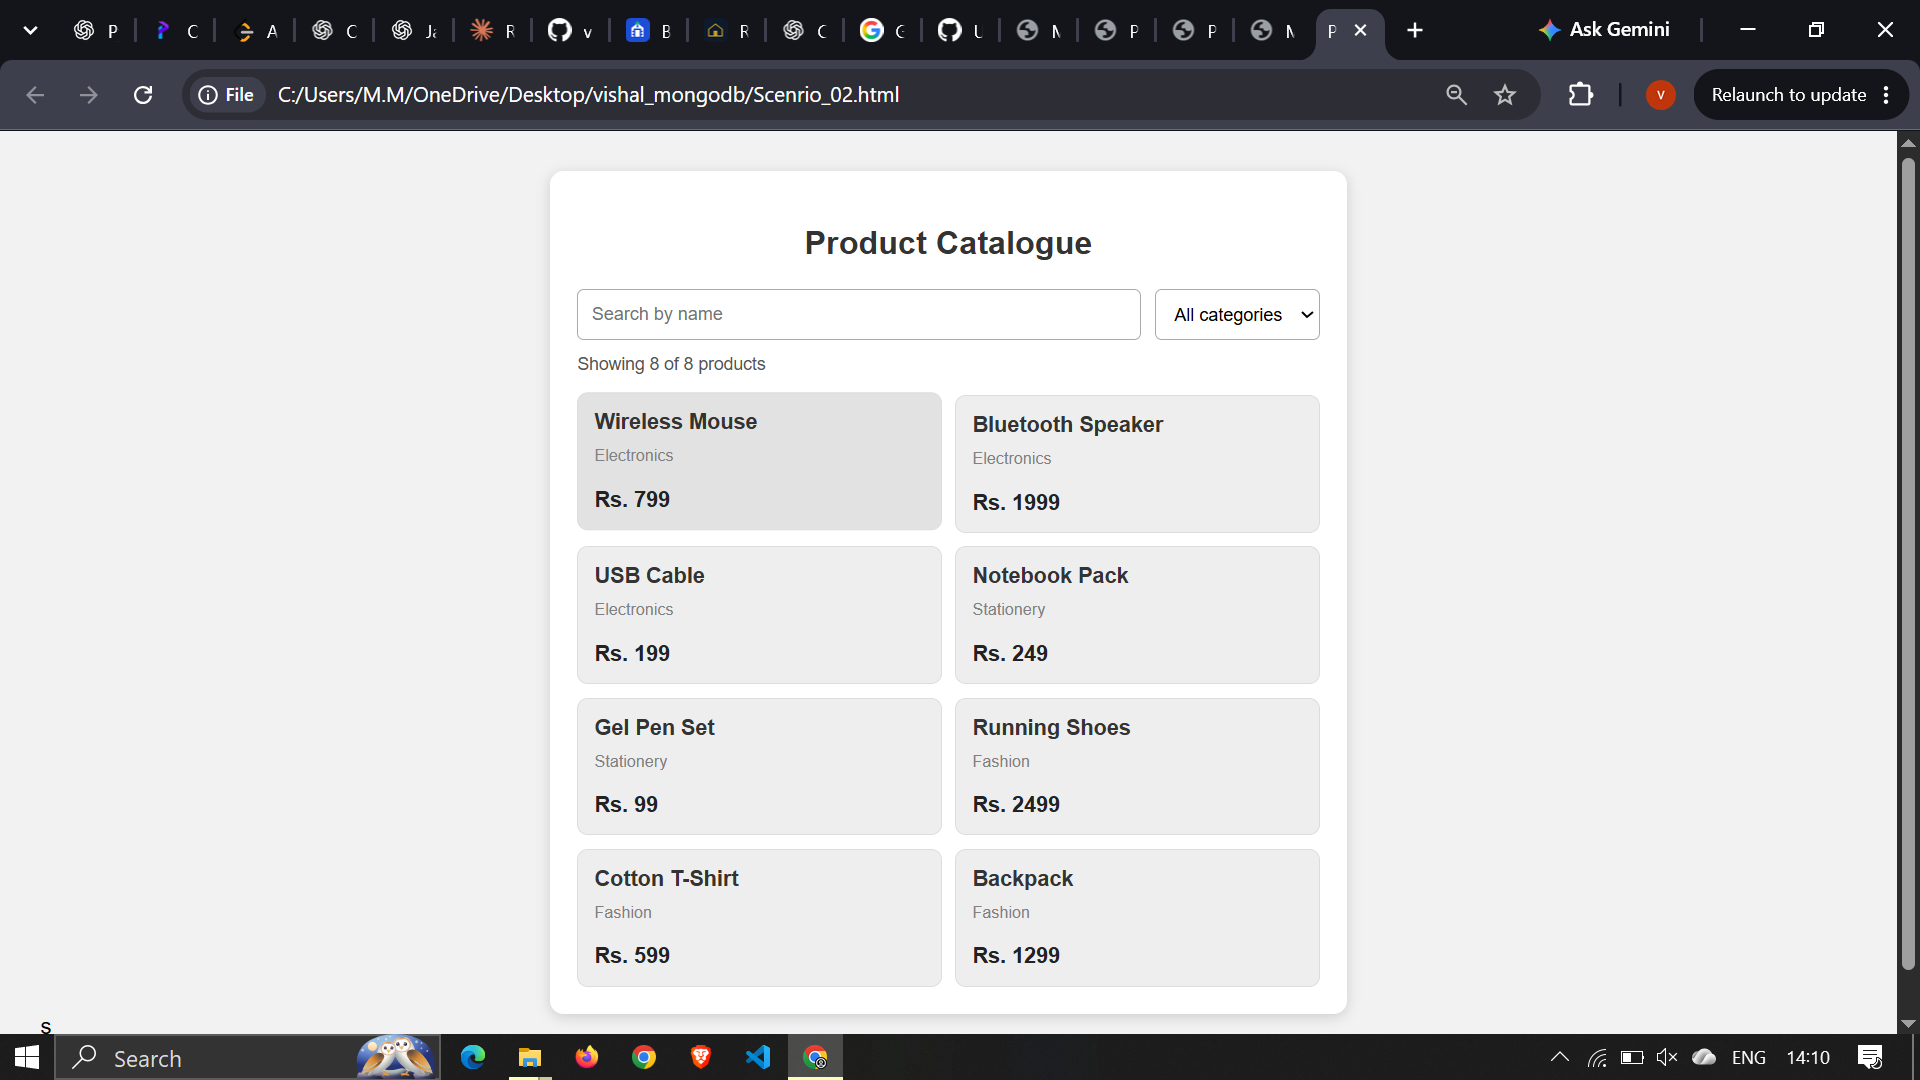 P
C
A
C
Ja
R
v
B
R
C
G
U
M
P
P
M
P
Ask Gemini
File
C:/Users/M.M/OneDrive/Desktop/vishal_mongodb/Scenrio_02.html
V
Relaunch to update
Product Catalogue
Search by name
All categories
Showing 8 of 8 products
Wireless Mouse
Electronics
Rs. 799
Bluetooth Speaker
Electronics
Rs. 1999
USB Cable
Electronics
Rs. 199
Notebook Pack
Stationery
Rs. 249
Gel Pen Set
Stationery
Rs. 99
Running Shoes
Fashion
Rs. 2499
Cotton T-Shirt
Fashion
Rs. 599
Backpack
Fashion
Rs. 1299
s
Search
ENG
14:10